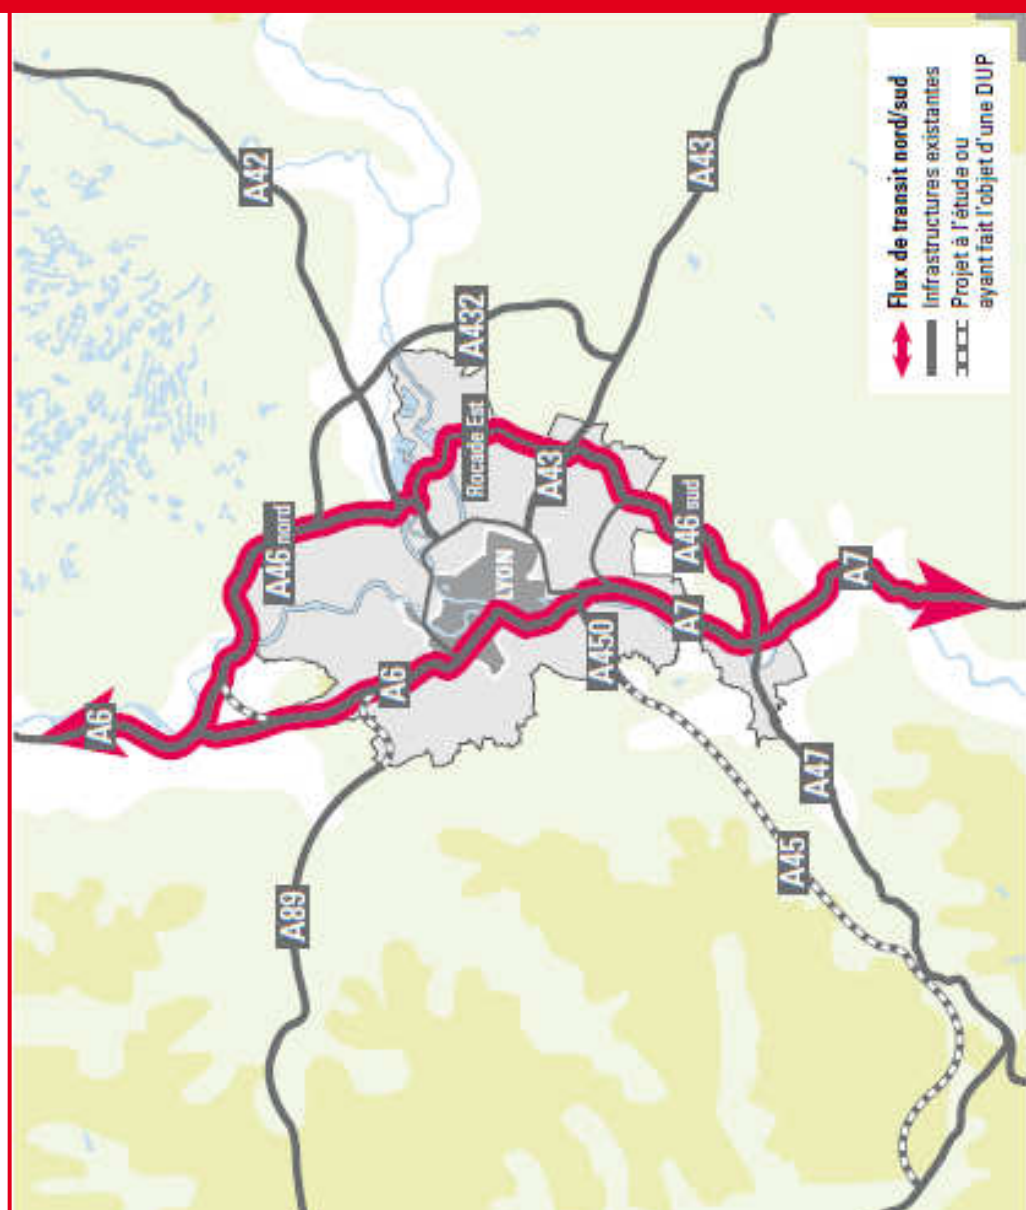 A6
A46 nord
A42
A89
A6
LYON
Rocade Est
A432
A43
A43
A450
A7
A46 sud
A7
A47
A45
Flux de transit nord/sud
Infrastructures existantes
Projet à l'étude ou
ayant fait l'objet d'une DUP